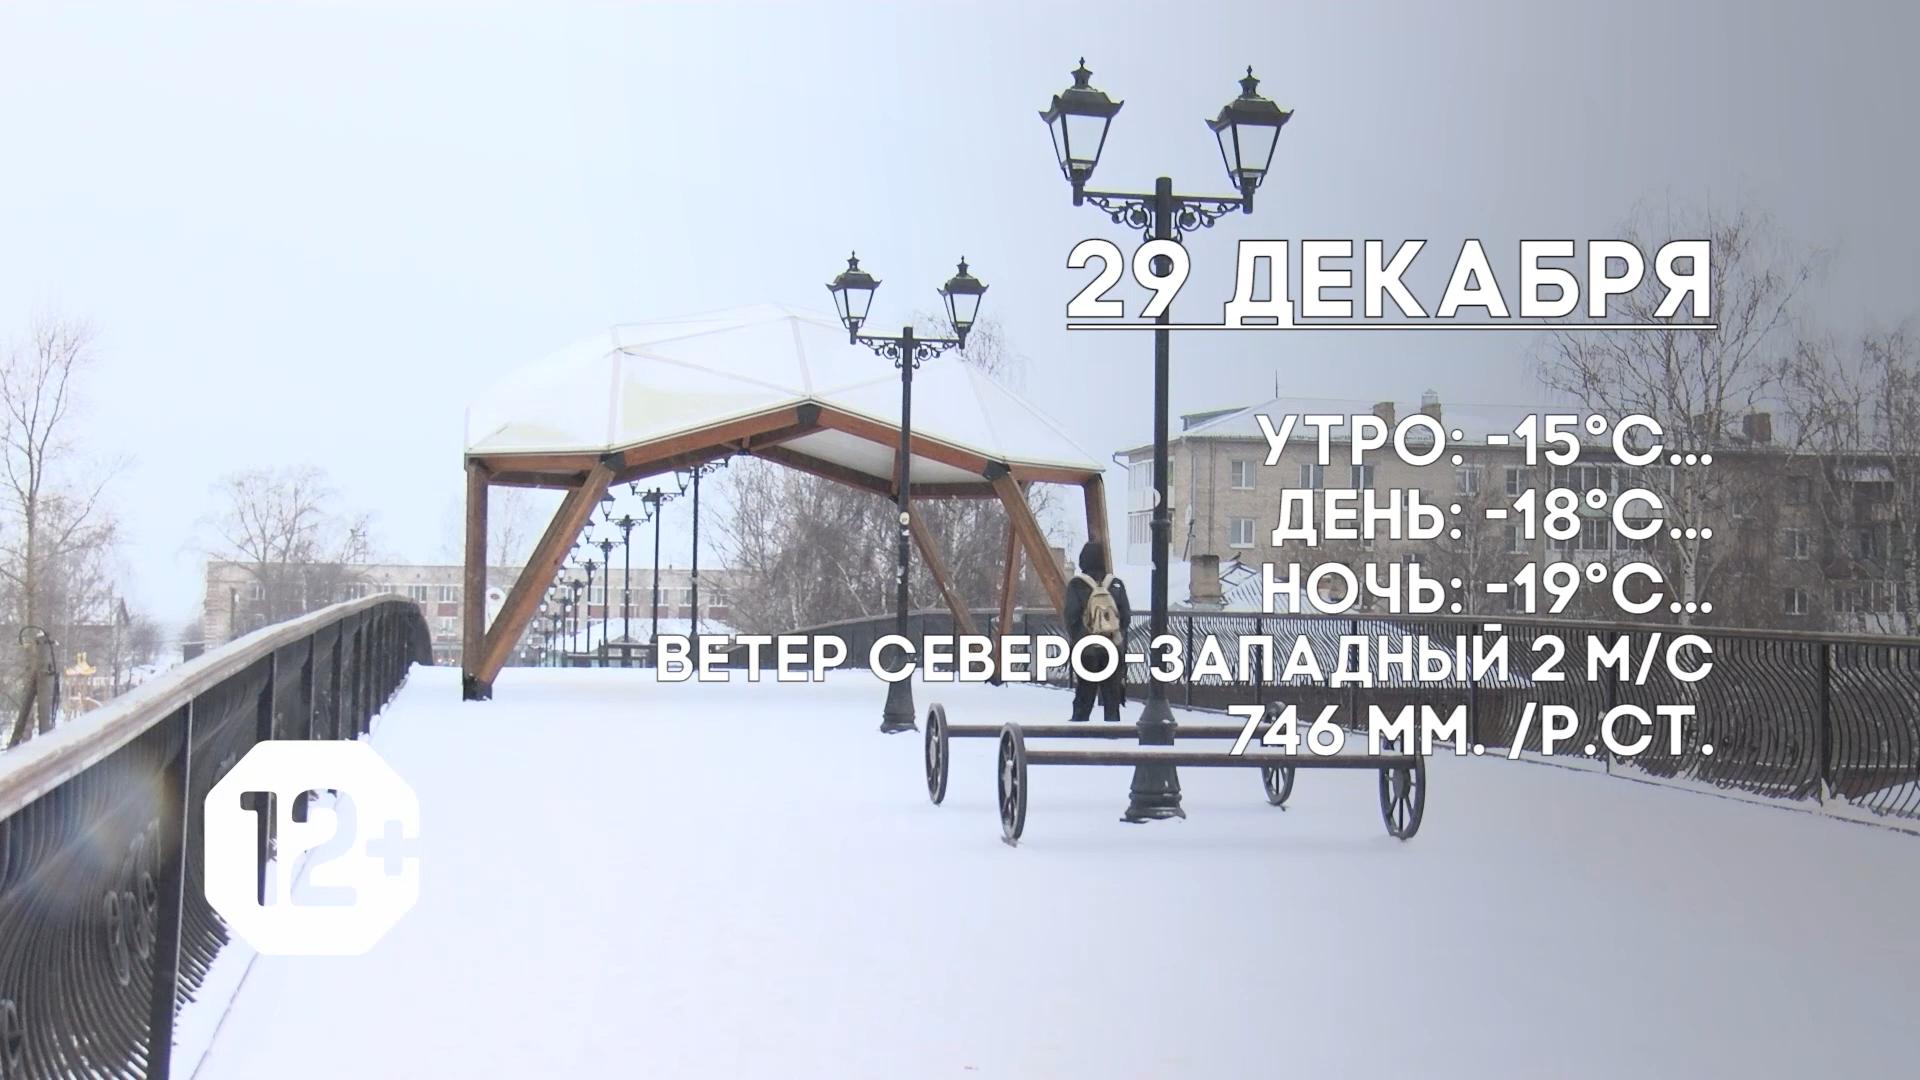 29 ДЕКАБРЯ
УТРО: -15°C...
ДЕНЬ: -18°C...
НОЧЬ: -19°C...
ВЕТЕР СЕВЕРО-ЗАПАДНЫЙ 2 М/С
746 ММ. /Р.СТ.
12+